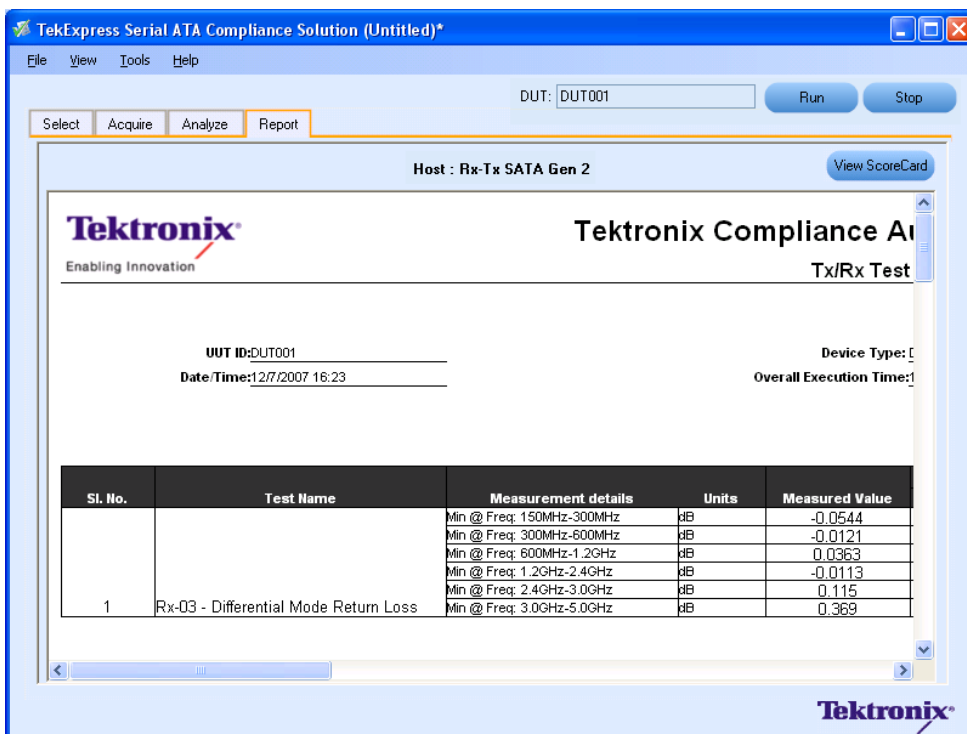 TekExpress Serial ATA Compliance Solution (Untitled)*
File View Tools Help
DUT: DUT001 Run Stop
Select Acquire Analyze Report
Host : Rx-Tx SATA Gen 2 View ScoreCard
Tektronix®
Enabling Innovation
Tektronix Compliance
Tx/Rx Test
UUT ID:DUT001 Device Type:
Date/Time:12/7/2007 16:23 Overall Execution Time:1
Sl. No. Test Name Measurement details Units Measured Value
Min @ Freq: 150MHz-300MHz dB -0.0544
Min @ Freq: 300MHz-600MHz dB -0.0121
Min @ Freq: 600MHz-1.2GHz dB 0.0363
Min @ Freq: 1.2GHz-2.4GHz dB -0.0113
Min @ Freq: 2.4GHz-3.0GHz dB 0.115
1 Rx-03 - Differential Mode Return Loss Min @ Freq: 3.0GHz-5.0GHz dB 0.369
Tektronix®